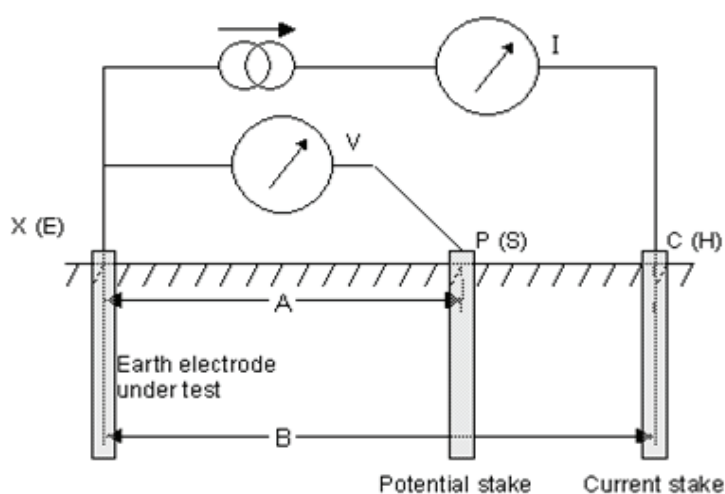 I
V
X (E)
P (S)
C (H)
A
Earth electrode
under test
B
Potential stake
Current stake